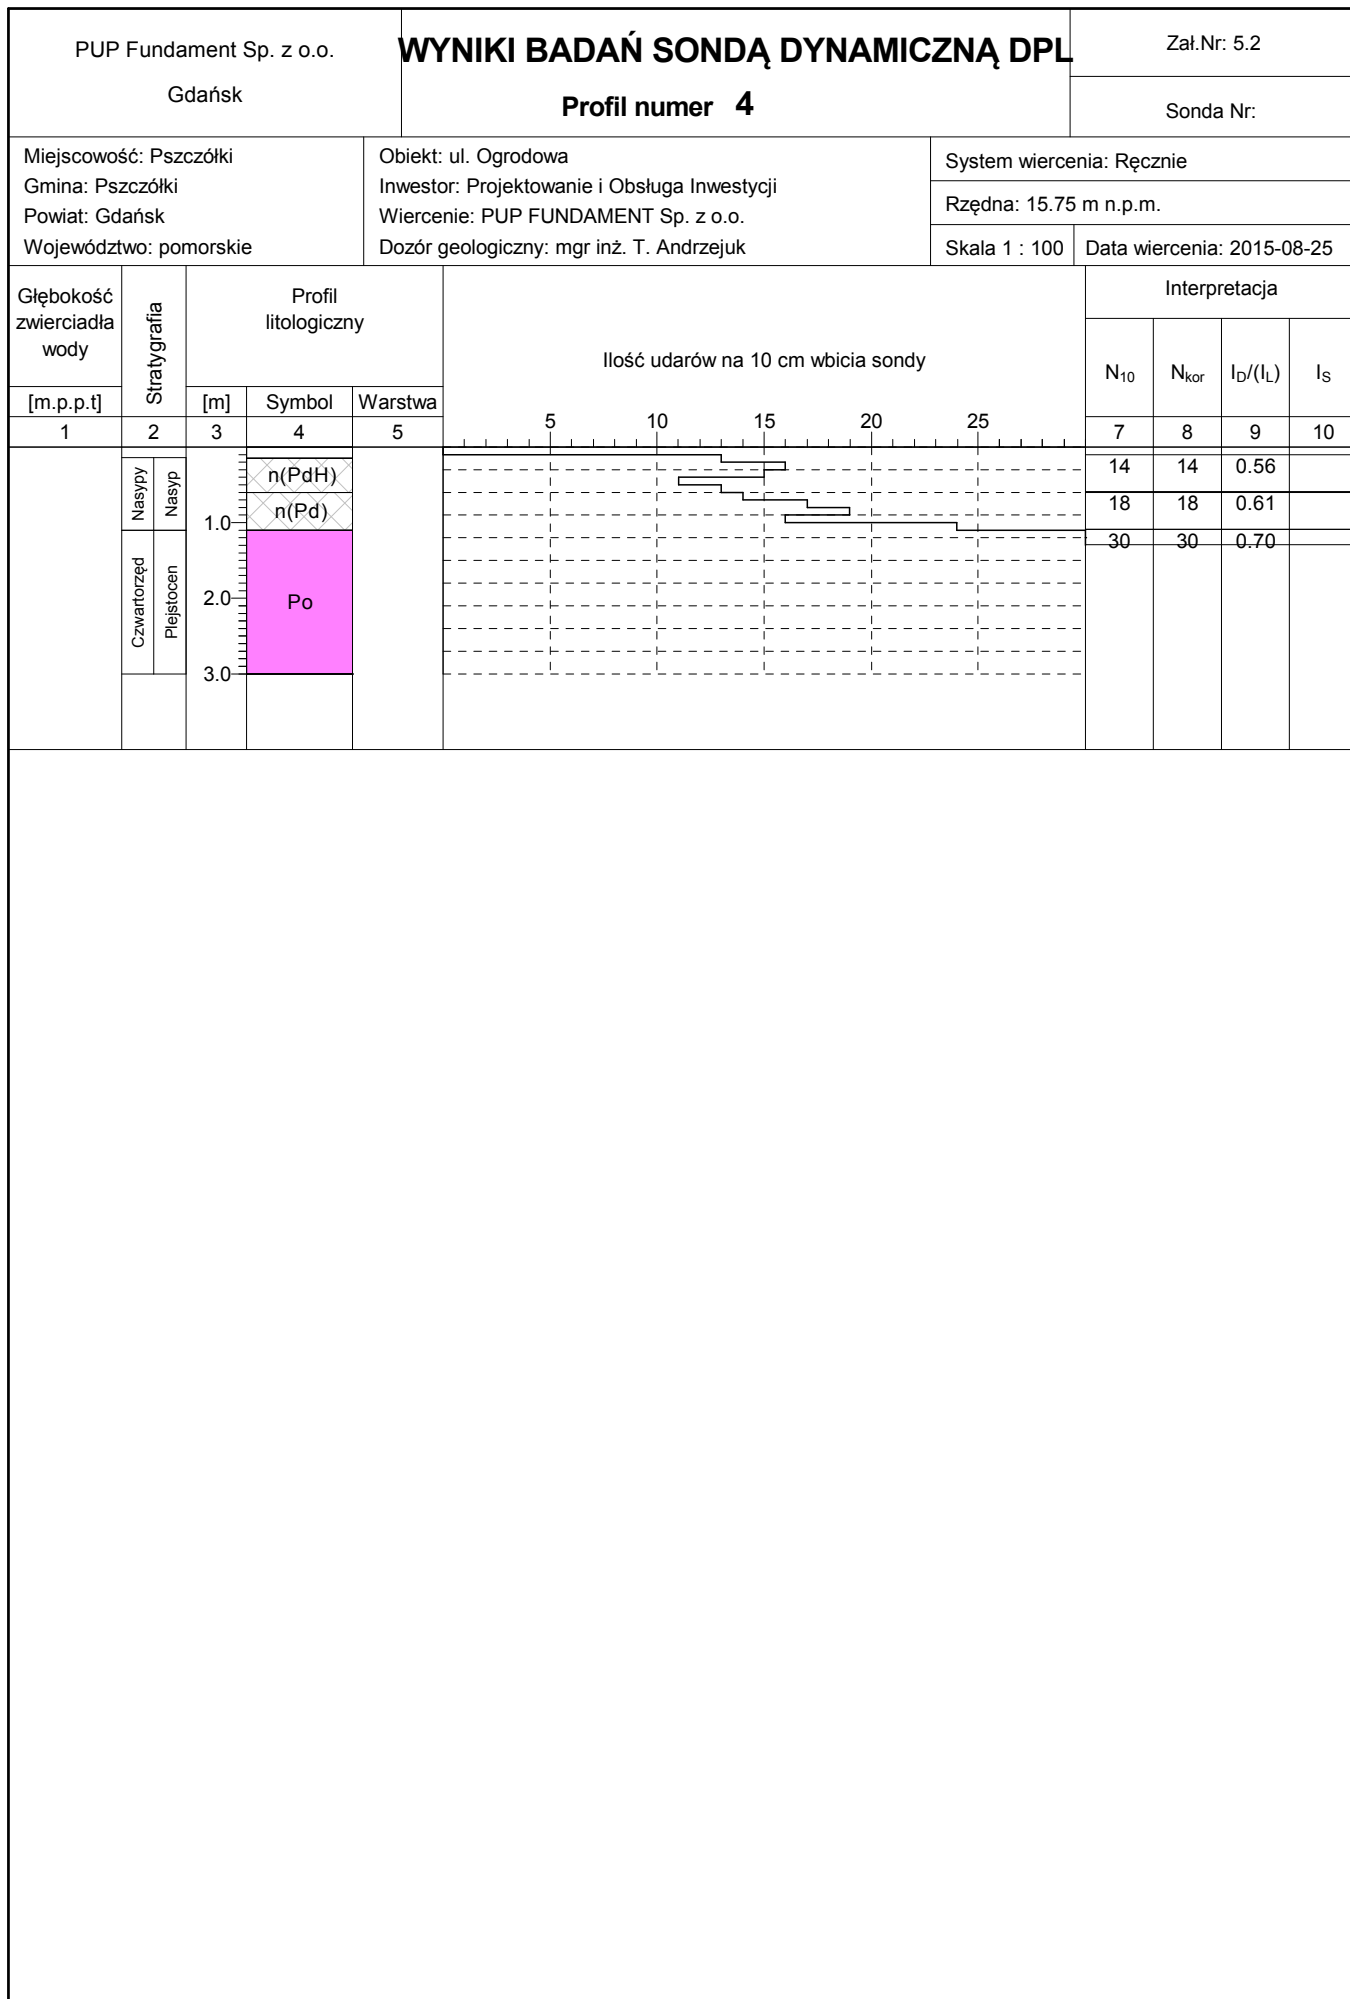 PUP Fundament Sp. z o.o.
Gdańsk
WYNIKI BADAŃ SONDĄ DYNAMICZNĄ DPL
Profil numer 4
Zał.Nr: 5.2
Sonda Nr:
Miejscowość: Pszczółki
Gmina: Pszczółki
Powiat: Gdańsk
Województwo: pomorskie
Obiekt: ul. Ogrodowa
Inwestor: Projektowanie i Obsługa Inwestycji
Wiercenie: PUP FUNDAMENT Sp. z o.o.
Dozór geologiczny: mgr inż. T. Andrzejuk
System wiercenia: Ręcznie
Rzędna: 15.75 m n.p.m.
Skala 1 : 100
Data wiercenia: 2015-08-25
Głębokość
zwierciadła
wody
[m.p.p.t]
Stratygrafia
Profil
litologiczny
[m] Symbol Warstwa
Ilość udarów na 10 cm wbicia sondy
5 10 15 20 25
Interpretacja
N10 Nkor ID/(IL) IS
1 2 3 4 5 7 8 9 10
Nasypy
Nasyp
Czwartorzęd
Plejstocen
1.0
2.0
3.0
n(PdH)
n(Pd)
Po
14 14 0.56
18 18 0.61
30 30 0.70